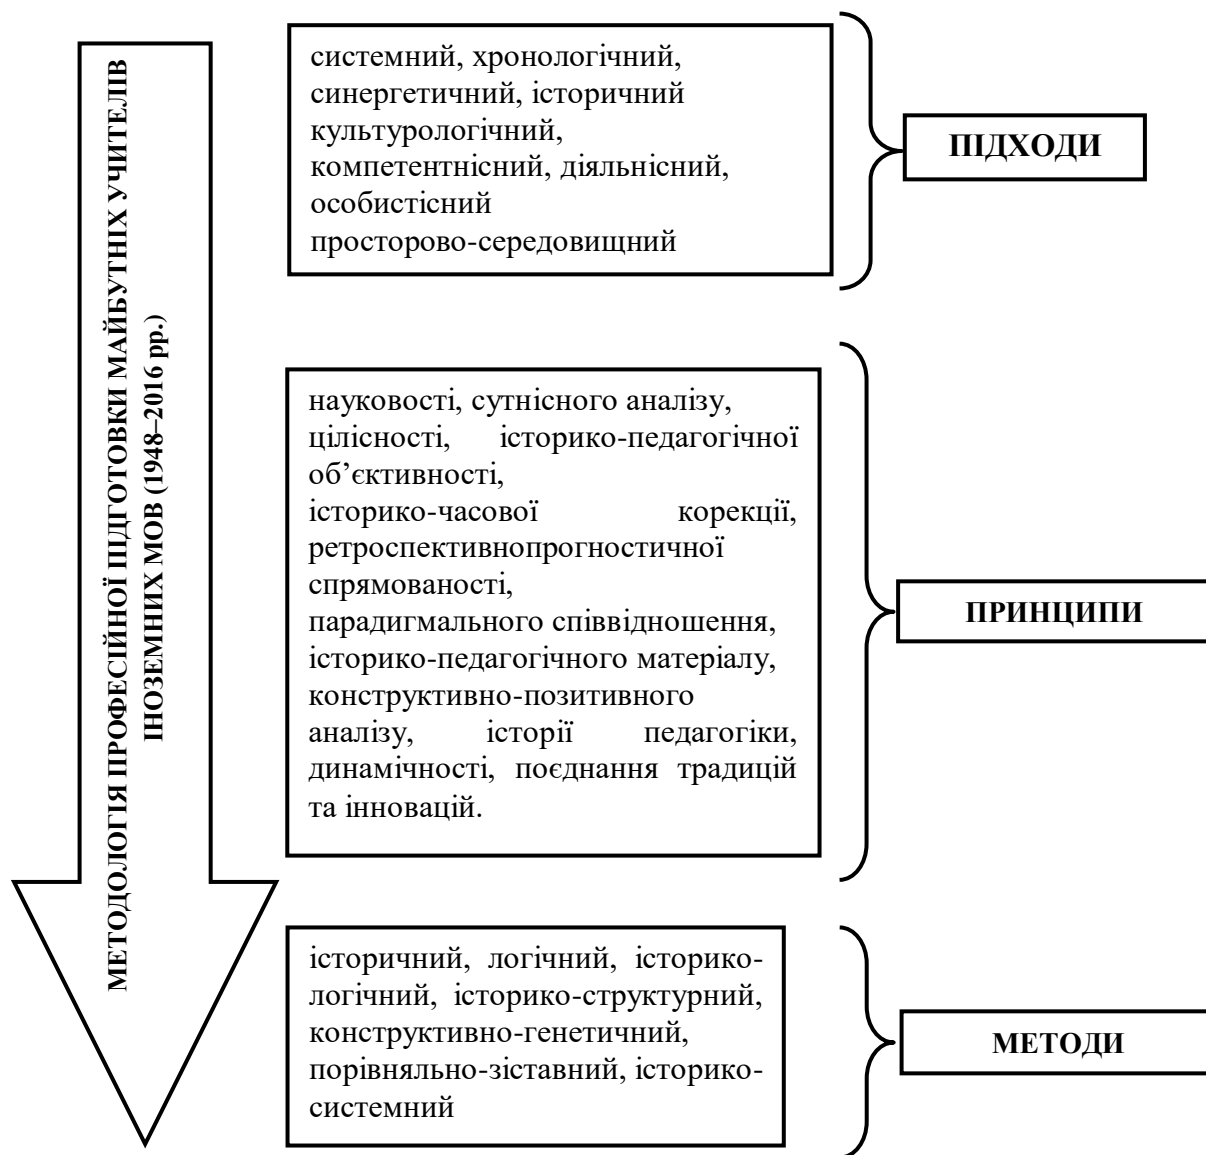 МЕТОДОЛОГІЯ ПРОФЕСІЙНОЇ ПІДГОТОВКИ МАЙБУТНІХ УЧИТЕЛІВ
ІНОЗЕМНИХ МОВ (1948–2016 рр.)
системний, хронологічний,
синергетичний, історичний
культурологічний,
компетентнісний, діяльнісний,
особистісний
просторово-середовищний
ПІДХОДИ
науковості, сутнісного аналізу,
цілісності, історико-педагогічної
об’єктивності,
історико-часової корекції,
ретроспективнопрогностичної
спрямованості,
парадигмального співвідношення,
історико-педагогічного матеріалу,
конструктивно-позитивного
аналізу, історії педагогіки,
динамічності, поєднання традицій
та інновацій.
ПРИНЦИПИ
історичний, логічний, історико-
логічний, історико-структурний,
конструктивно-генетичний,
порівняльно-зіставний, історико-
системний
МЕТОДИ